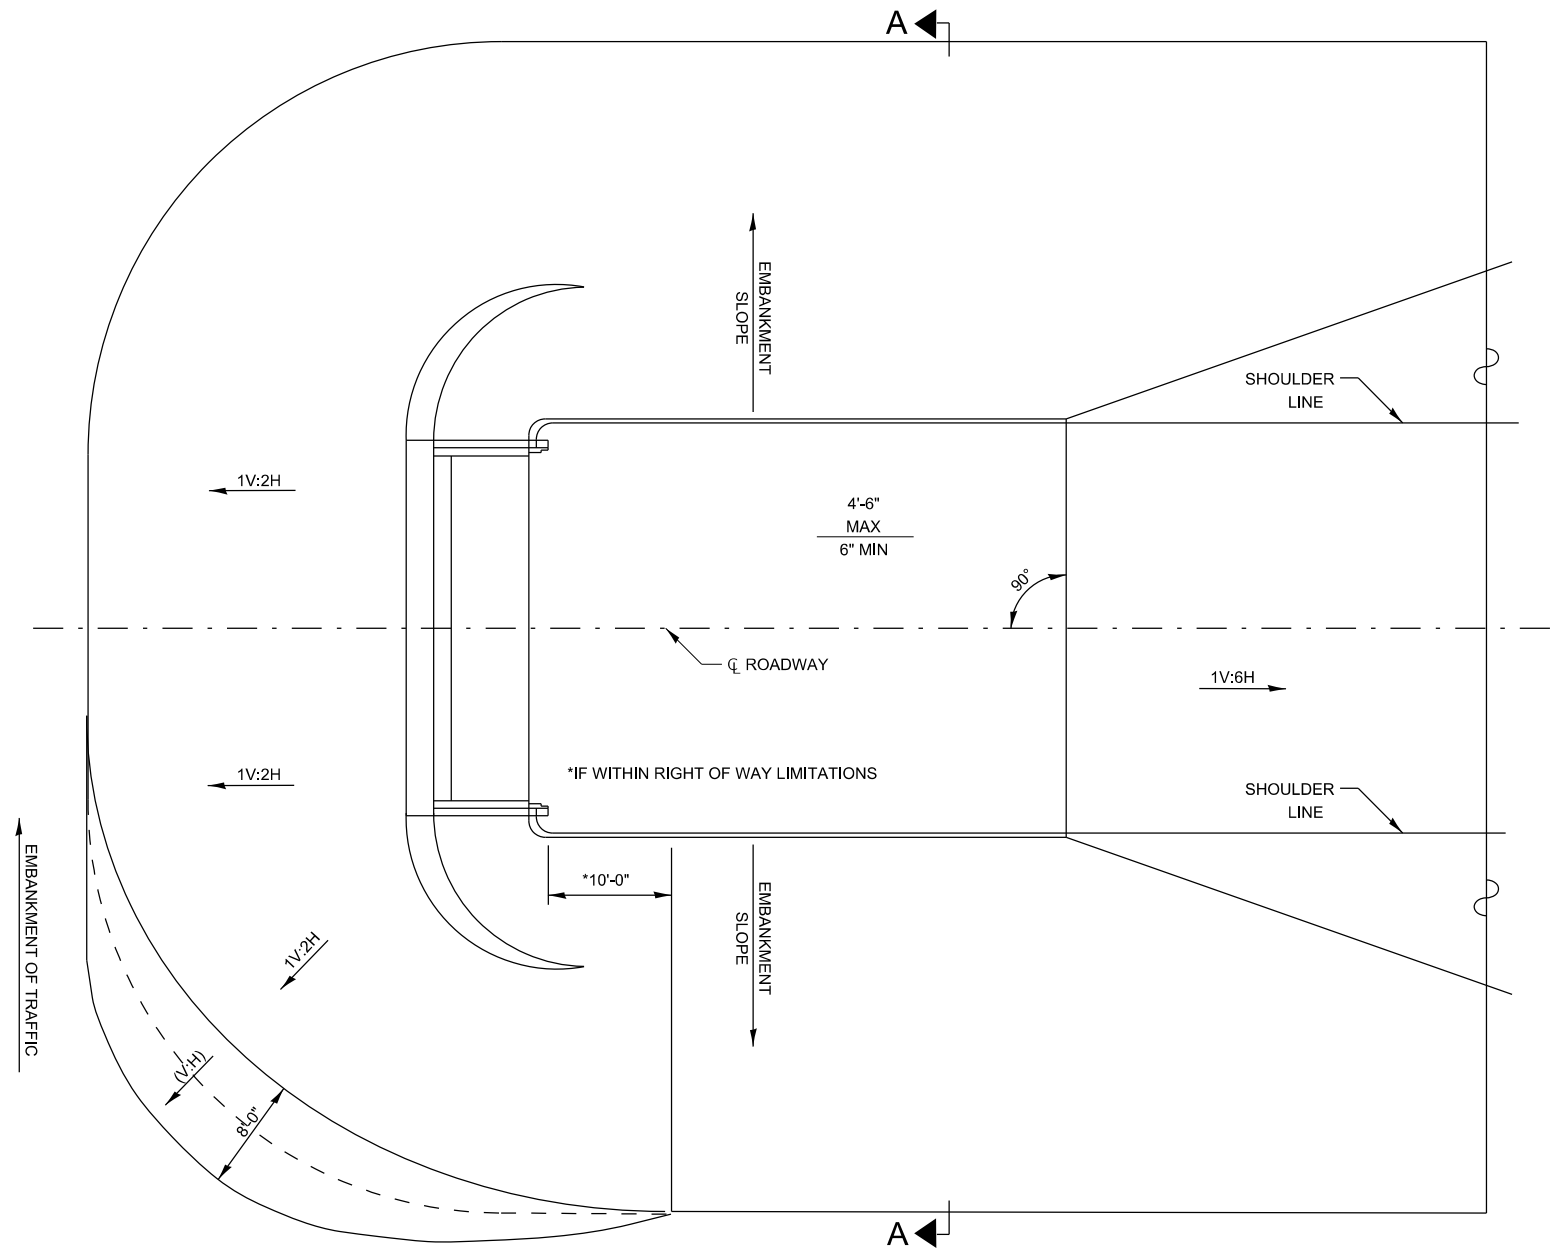 A
EMBANKMENT
SLOPE
SHOULDER
LINE
1V:2H
4'-6"
MAX
6" MIN
90°
℄ ROADWAY
1V:6H
1V:2H
*IF WITHIN RIGHT OF WAY LIMITATIONS
SHOULDER
LINE
*10'-0"
EMBANKMENT
SLOPE
1V:2H
EMBANKMENT OF TRAFFIC
(V:H)
8'-0"
A